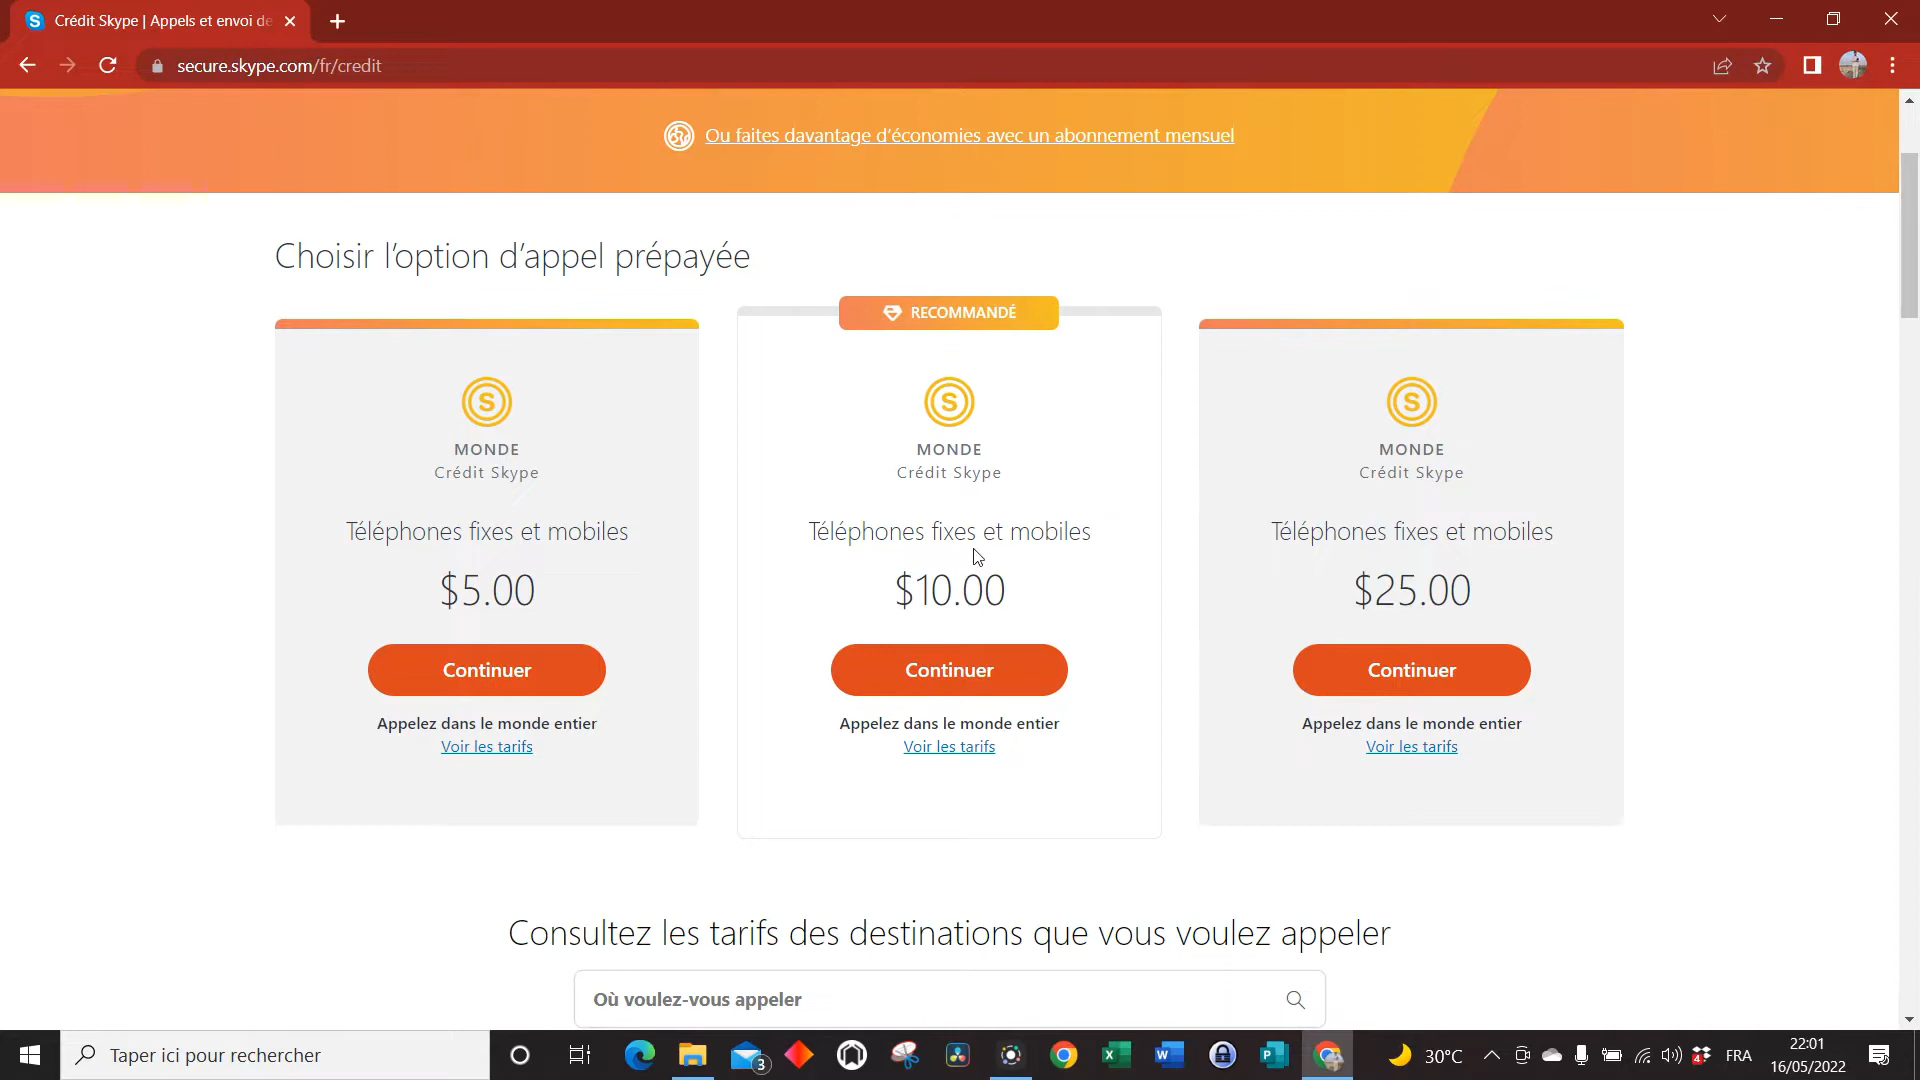 Crédit Skype | Appels et envoi de
secure.skype.com/fr/credit
Ou faites davantage d'économies avec un abonnement mensuel
Choisir l'option d'appel prépayée
RECOMMANDÉ
S
MONDE
Crédit Skype
Téléphones fixes et mobiles
$5.00
Continuer
Appelez dans le monde entier
Voir les tarifs
S
MONDE
Crédit Skype
Téléphones fixes et mobiles
$10.00
Continuer
Appelez dans le monde entier
Voir les tarifs
S
MONDE
Crédit Skype
Téléphones fixes et mobiles
$25.00
Continuer
Appelez dans le monde entier
Voir les tarifs
Consultez les tarifs des destinations que vous voulez appeler
Où voulez-vous appeler
Taper ici pour rechercher
3
30°C
4
FRA
22:01
16/05/2022